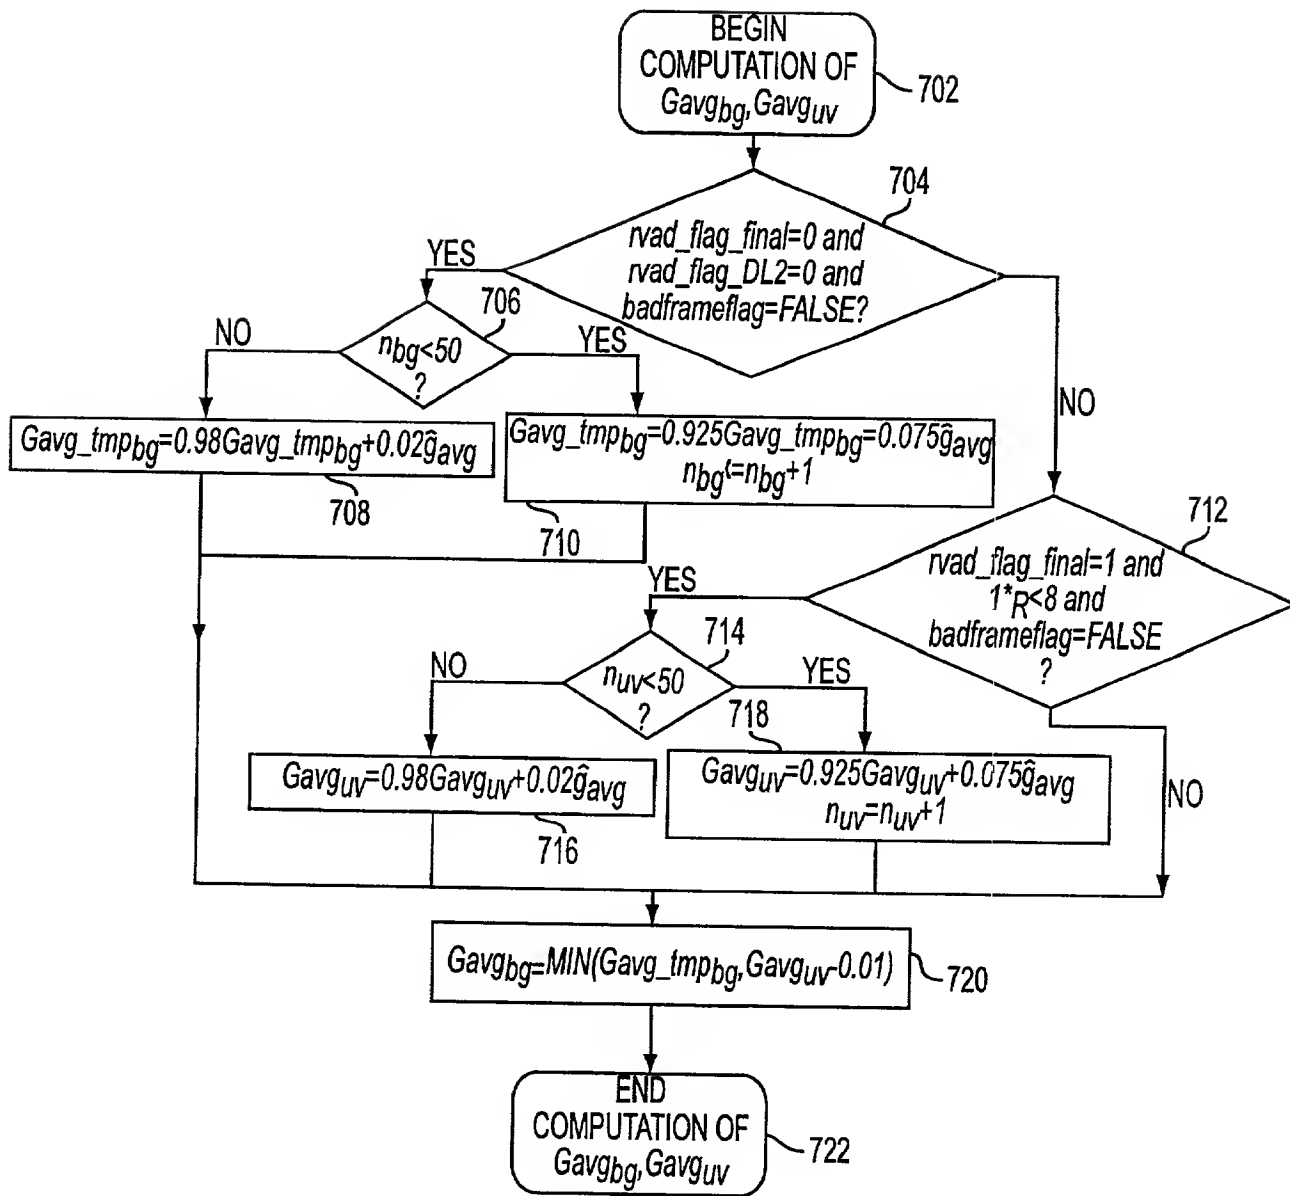 BEGIN
COMPUTATION OF
Gavgbg,Gavguv
702
704
rvad_flag_final=0 and
rvad_flag_DL2=0 and
badframeflag=FALSE?
YES
706
NO
nbg<50
?
YES
NO
Gavg_tmpbg=0.98Gavg_tmpbg+0.02ĝavg
708
Gavg_tmpbg=0.925Gavg_tmpbg=0.075ĝavg
nbg=nbg+1
710
712
rvad_flag_final=1 and
1*R<8 and
badframeflag=FALSE
?
YES
714
NO
nuv<50
?
YES
718
NO
Gavguv=0.98Gavguv+0.02ĝavg
716
Gavguv=0.925Gavguv+0.075ĝavg
nuv=nuv+1
Gavgbg=MIN(Gavg_tmpbg,Gavguv-0.01)
720
END
COMPUTATION OF
Gavgbg,Gavguv
722